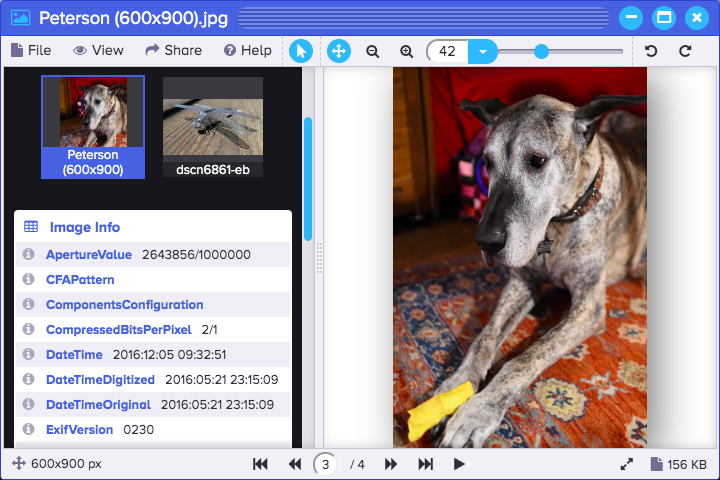 Peterson (600x900).jpg
File View Share Help 42
Peterson
(600x900)
dscn6861-eb
Image Info
ApertureValue 2643856/1000000
CFAPattern
ComponentsConfiguration
CompressedBitsPerPixel 2/1
DateTime 2016:12:05 09:32:51
DateTimeDigitized 2016:05:21 23:15:09
DateTimeOriginal 2016:05:21 23:15:09
ExifVersion 0230
600x900 px 3 / 4 156 KB